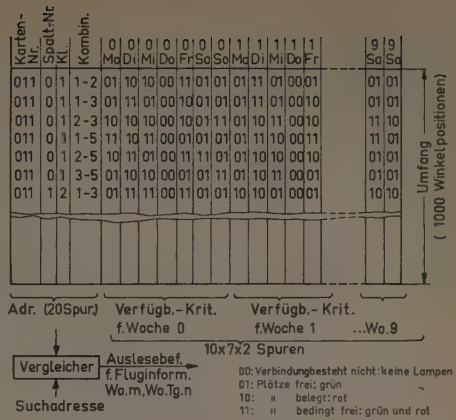 Karten-Nr. Spalt-Nr. Kl. Kombin. 0 0 0 0 0 0 0 1 1 1 1 1 9 9
Mo Di Mi Do Fr Sa So Mo Di Mi Do Fr Sa So
011 0 1 1-2 01 10 10 00 11 01 01 01 11 01 00 01 01 01
011 0 1 1-3 01 11 01 00 01 01 01 01 01 01 00 10 01 01
011 0 1 2-3 10 10 11 00 10 01 10 10 11 10 00 10 11 10
011 0 1 1-5 11 10 11 00 01 01 01 11 01 01 00 01 11 01
011 0 1 2-5 10 11 01 00 11 11 01 10 10 10 00 10 01 01
011 0 1 3-5 01 10 10 00 10 01 01 01 10 11 00 01 01 01
011 1 2 1-3 01 11 11 00 01 01 01 10 11 11 00 01 10 10
Umfang
(1000 Winkelpositionen)
Adr. (20Spur.) Verfügb.-Krit. Verfügb.-Krit.
f.Woche 0 f.Woche 1 ...Wo.9
10x7x2 Spuren
Vergleicher Auslesebef.
f. Fluginform.
Wo.m,Wo.Tg.n
Suchadresse
00: Verbindung besteht nicht: keine Lampen
01: Plätze frei: grün
10: " belegt: rot
11: " bedingt frei: grün und rot